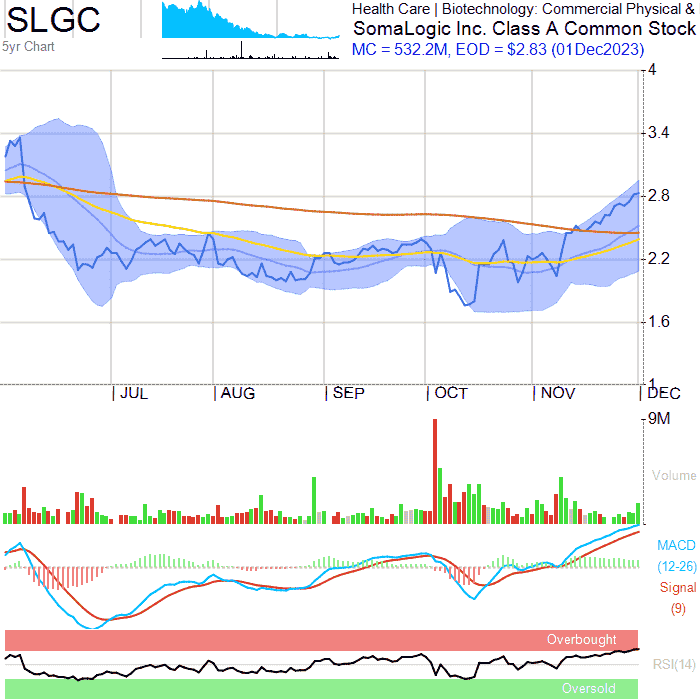 SLGC
Health Care | Biotechnology: Commercial Physical &
SomaLogic Inc. Class A Common Stock
5yr Chart
MC = 532.2M, EOD = $2.83 (01Dec2023)
4
3.4
2.8
2.2
1.6
1
| JUL | AUG | SEP | OCT | NOV | DEC
9M
Volume
MACD
(12-26)
Signal
(9)
Overbought
RSI(14)
Oversold